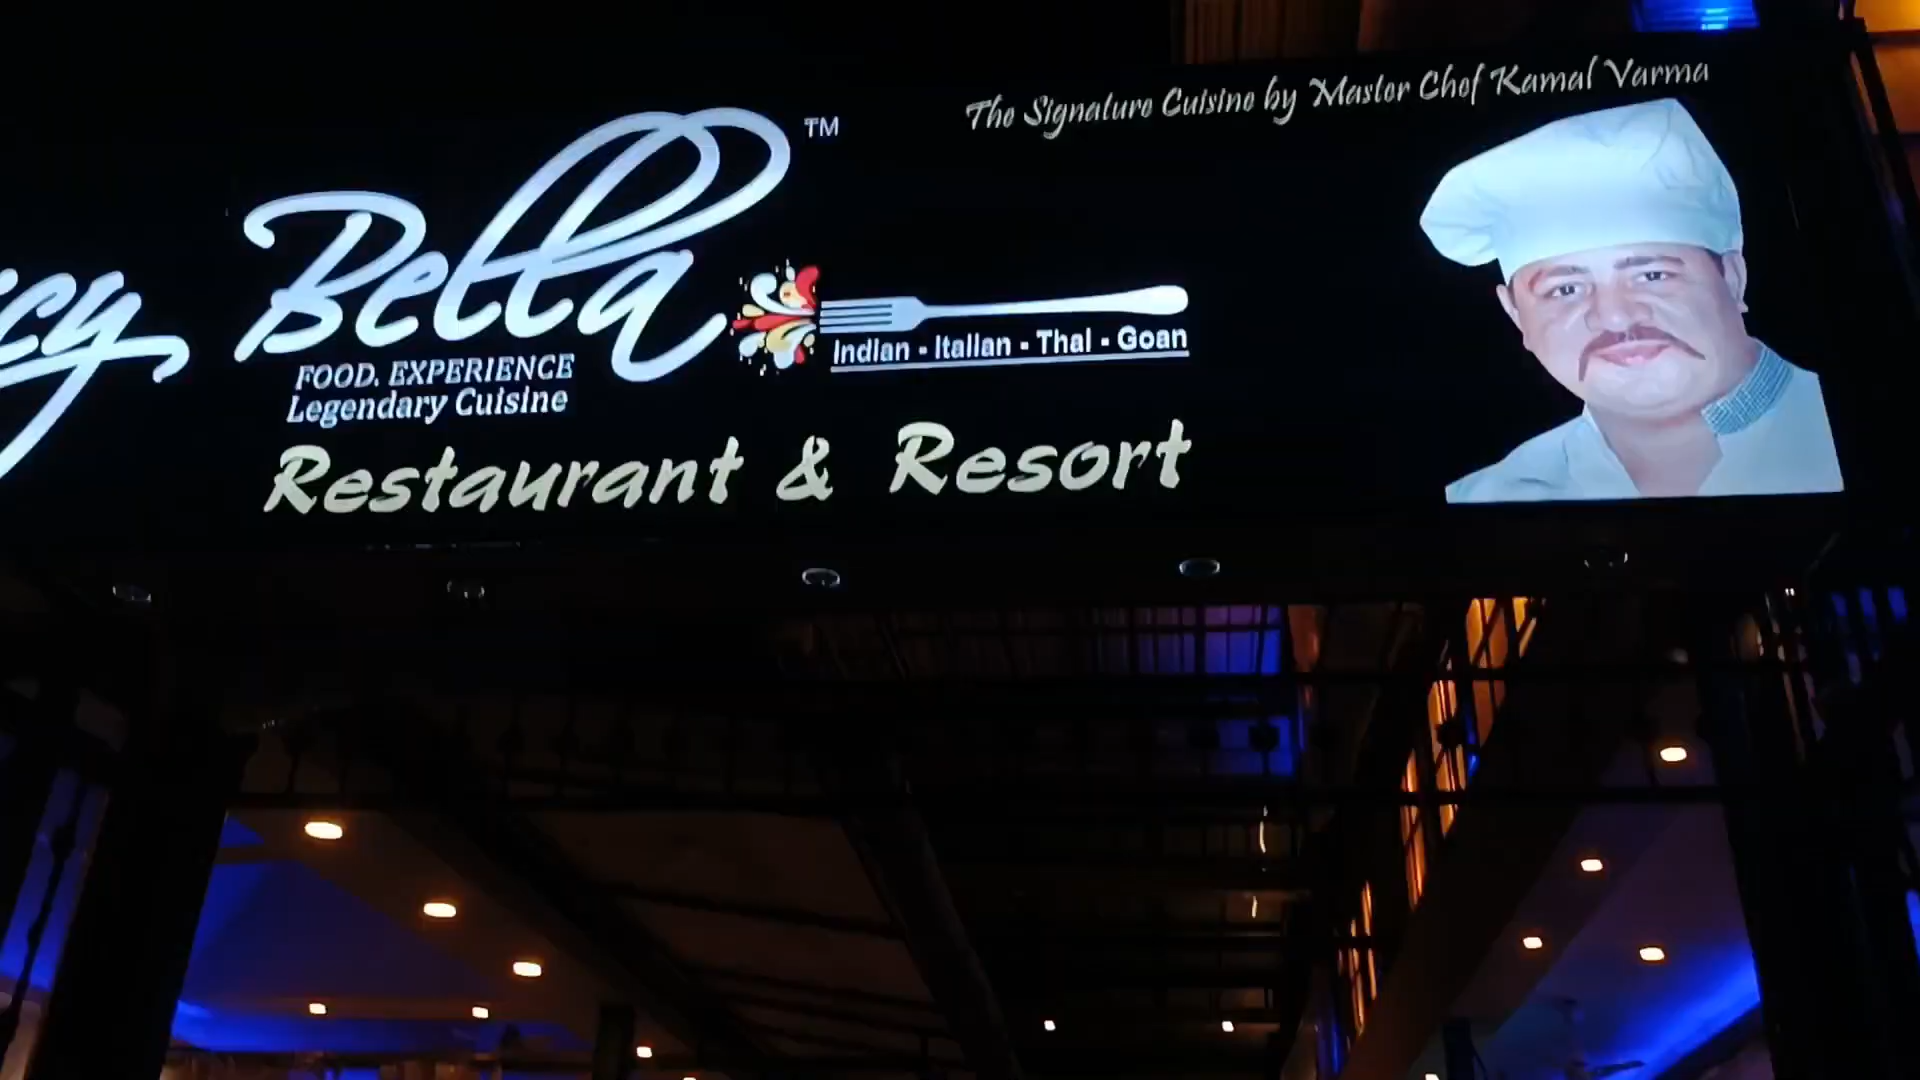 The Signature Cuisine by Master Chef Kamal Varma
Bella TM
Indian - Italian - Thai - Goan
FOOD. EXPERIENCE
Legendary Cuisine
Restaurant & Resort